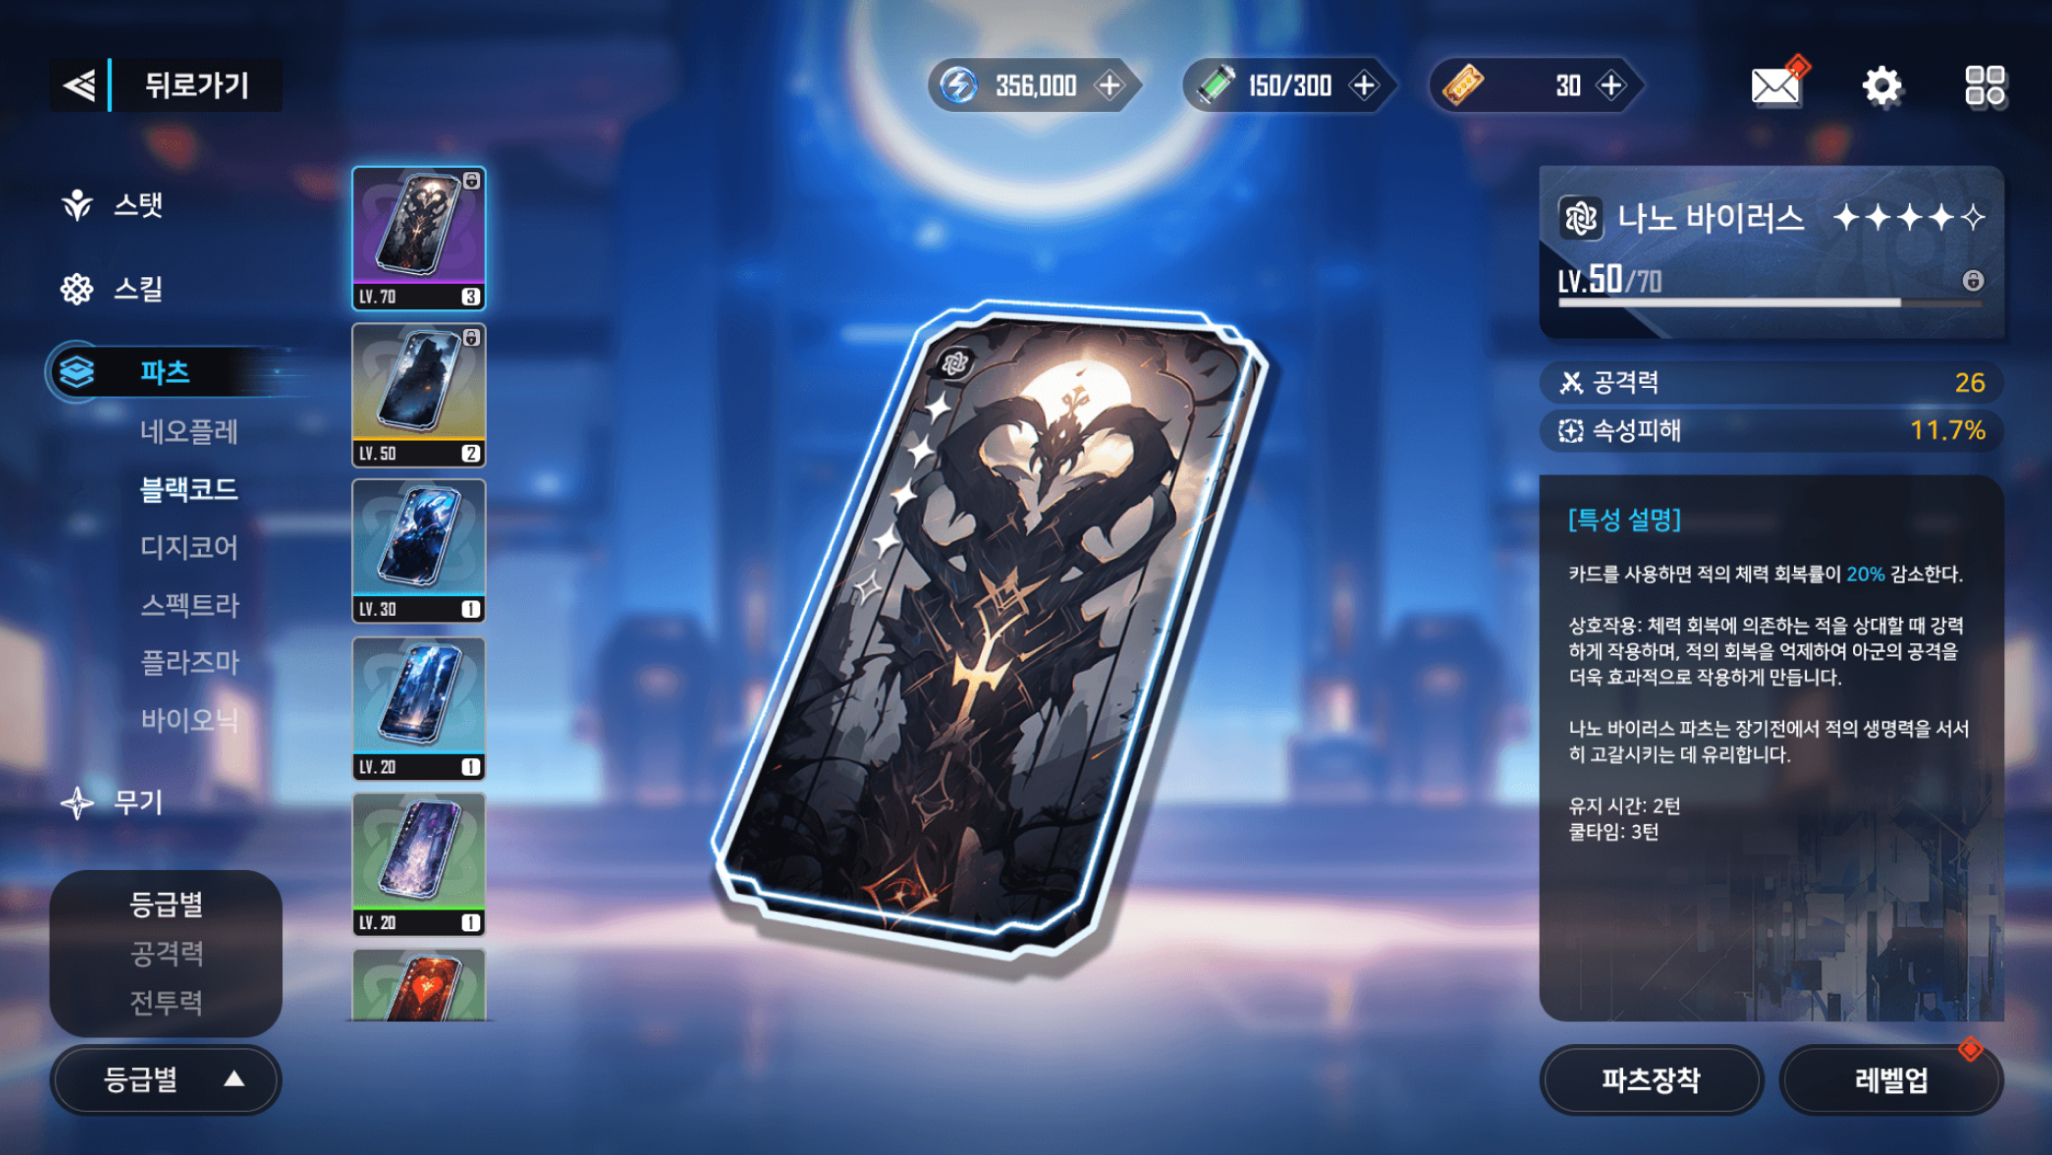 뒤로가기
356,000
150/300
30
스탯
스킬
파츠
네오플레
블랙코드
디지코어
스펙트라
플라즈마
바이오닉
무기
등급별
공격력
전투력
등급별
LV.70 3
LV.50 2
LV.30 1
LV.20 1
LV.20 1
나노 바이러스
LV.50/70
공격력 26
속성피해 11.7%
[특성 설명]
카드를 사용하면 적의 체력 회복률이 20% 감소한다.
상호작용: 체력 회복에 의존하는 적을 상대할 때 강력
하게 작용하며, 적의 회복을 억제하여 아군의 공격을
더욱 효과적으로 작용하게 만듭니다.
나노 바이러스 파츠는 장기전에서 적의 생명력을 서서
히 고갈시키는 데 유리합니다.
유지 시간: 2턴
쿨타임: 3턴
파츠장착
레벨업